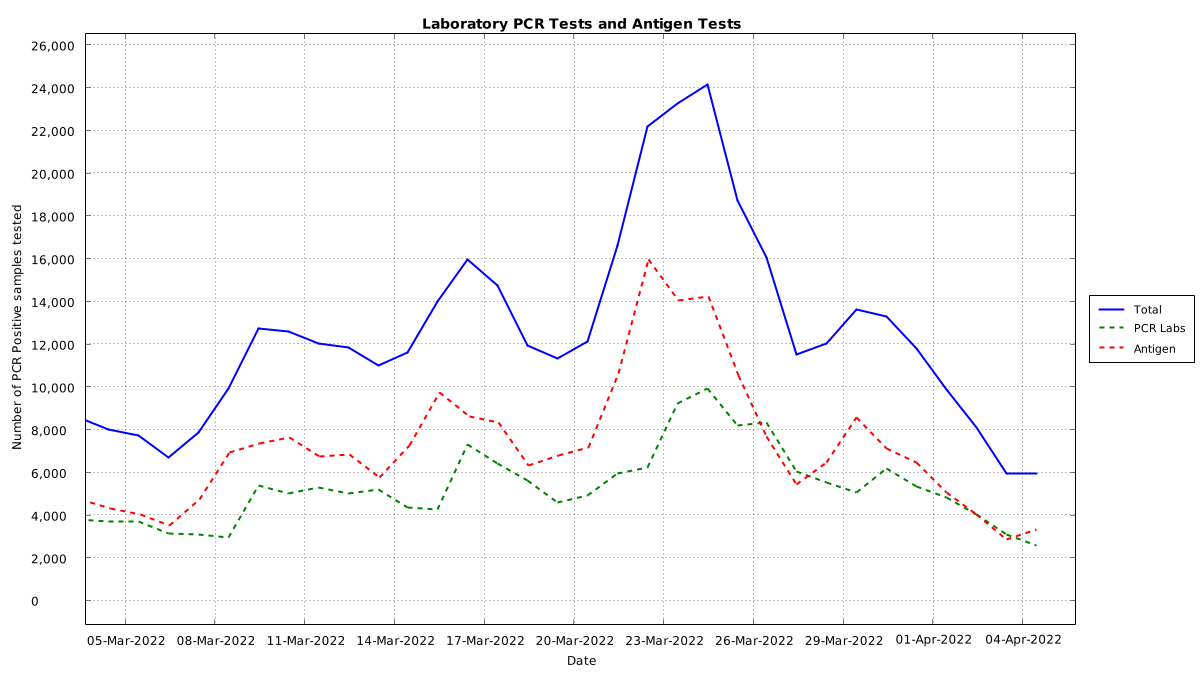 Laboratory PCR Tests and Antigen Tests
26,000
24,000
22,000
20,000
18,000
16,000
14,000
12,000
10,000
8,000
6,000
4,000
2,000
0
Number of PCR Positive samples tested
05-Mar-2022 08-Mar-2022 11-Mar-2022 14-Mar-2022 17-Mar-2022 20-Mar-2022 23-Mar-2022 26-Mar-2022 29-Mar-2022 01-Apr-2022 04-Apr-2022
Date
Total
PCR Labs
Antigen